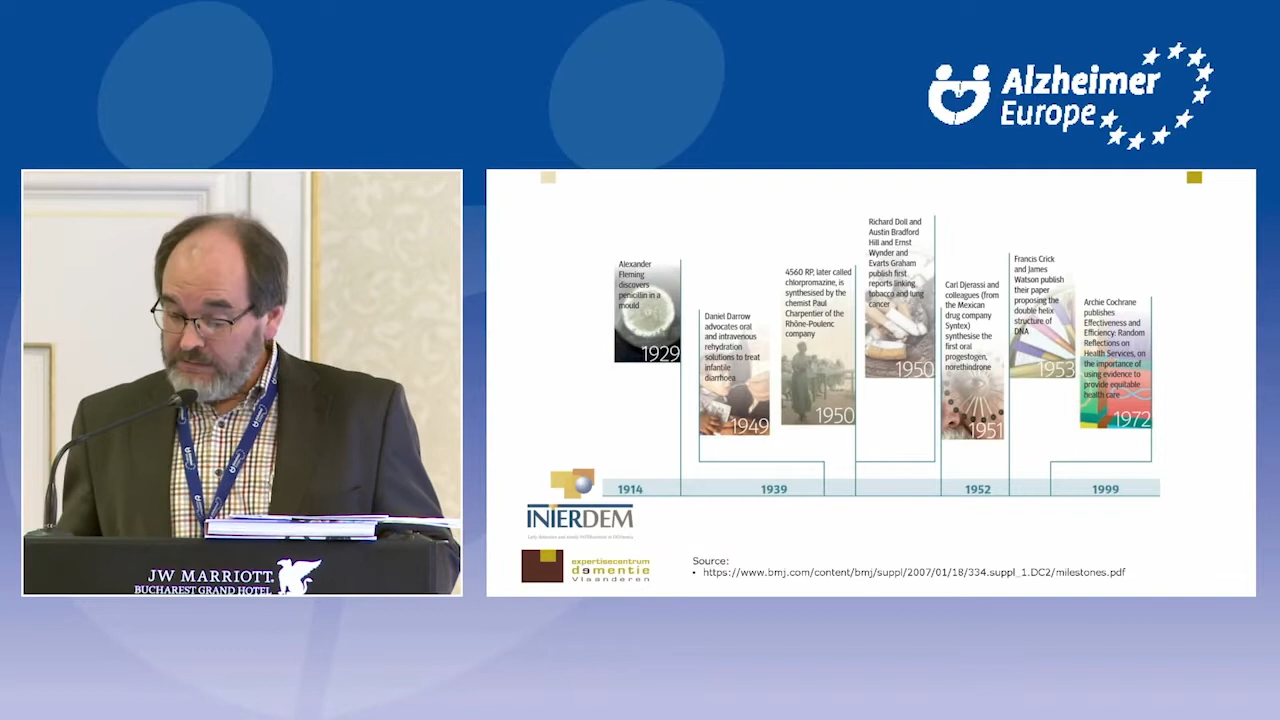 Alzheimer
Europe
Alexander
Fleming
discovers
penicillin in a
mould
1929
Daniel Darrow
advocates oral
and intravenous
rehydration
solutions to treat
infantile
diarrhoea
1949
4560 RP, later called
chlorpromazine, is
synthesised by the
chemist Paul
Charpentier of the
Rhône-Poulenc
company
1950
Richard Doll and
Austin Bradford
Hill and Ernst
Wynder and
Evarts Graham
publish first
reports linking
tobacco and lung
cancer
1950
Carl Djerassi and
colleagues (from
the Mexican
drug company
Syntex)
synthesise the
first oral
progestogen,
norethindrone
1951
Francis Crick
and James
Watson publish
their paper
proposing the
double helix
structure of
DNA
1953
Archie Cochrane
publishes
Effectiveness and
Efficiency: Random
Reflections on
Health Services, on
the importance of
using evidence to
provide equitable
health care
1972
1914 1939 1952 1999
INTERDEM
expertisecentrum
dementie
Vlaanderen
Source:
• https://www.bmj.com/content/bmj/suppl/2007/01/18/334.suppl_1.DC2/milestones.pdf
JW MARRIOTT
BUCHAREST GRAND HOTEL